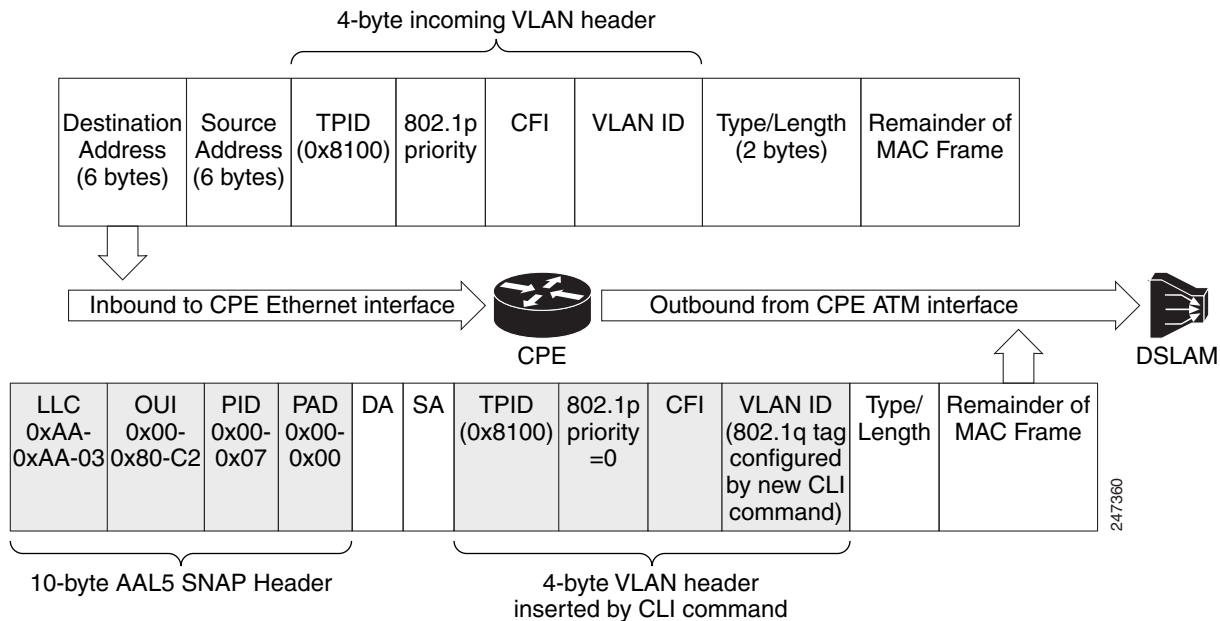 4-byte incoming VLAN header
Destination
Address
(6 bytes)
Source
Address
(6 bytes)
TPID
(0x8100)
802.1p
priority
CFI
VLAN ID
Type/Length
(2 bytes)
Remainder of
MAC Frame
Inbound to CPE Ethernet interface
CPE
Outbound from CPE ATM interface
DSLAM
LLC
0xAA-
0xAA-03
OUI
0x00-
0x80-C2
PID
0x00-
0x07
PAD
0x00-
0x00
DA
SA
TPID
(0x8100)
802.1p
priority
=0
CFI
VLAN ID
(802.1q tag
configured
by new CLI
command)
Type/
Length
Remainder of
MAC Frame
247360
10-byte AAL5 SNAP Header
4-byte VLAN header
inserted by CLI command